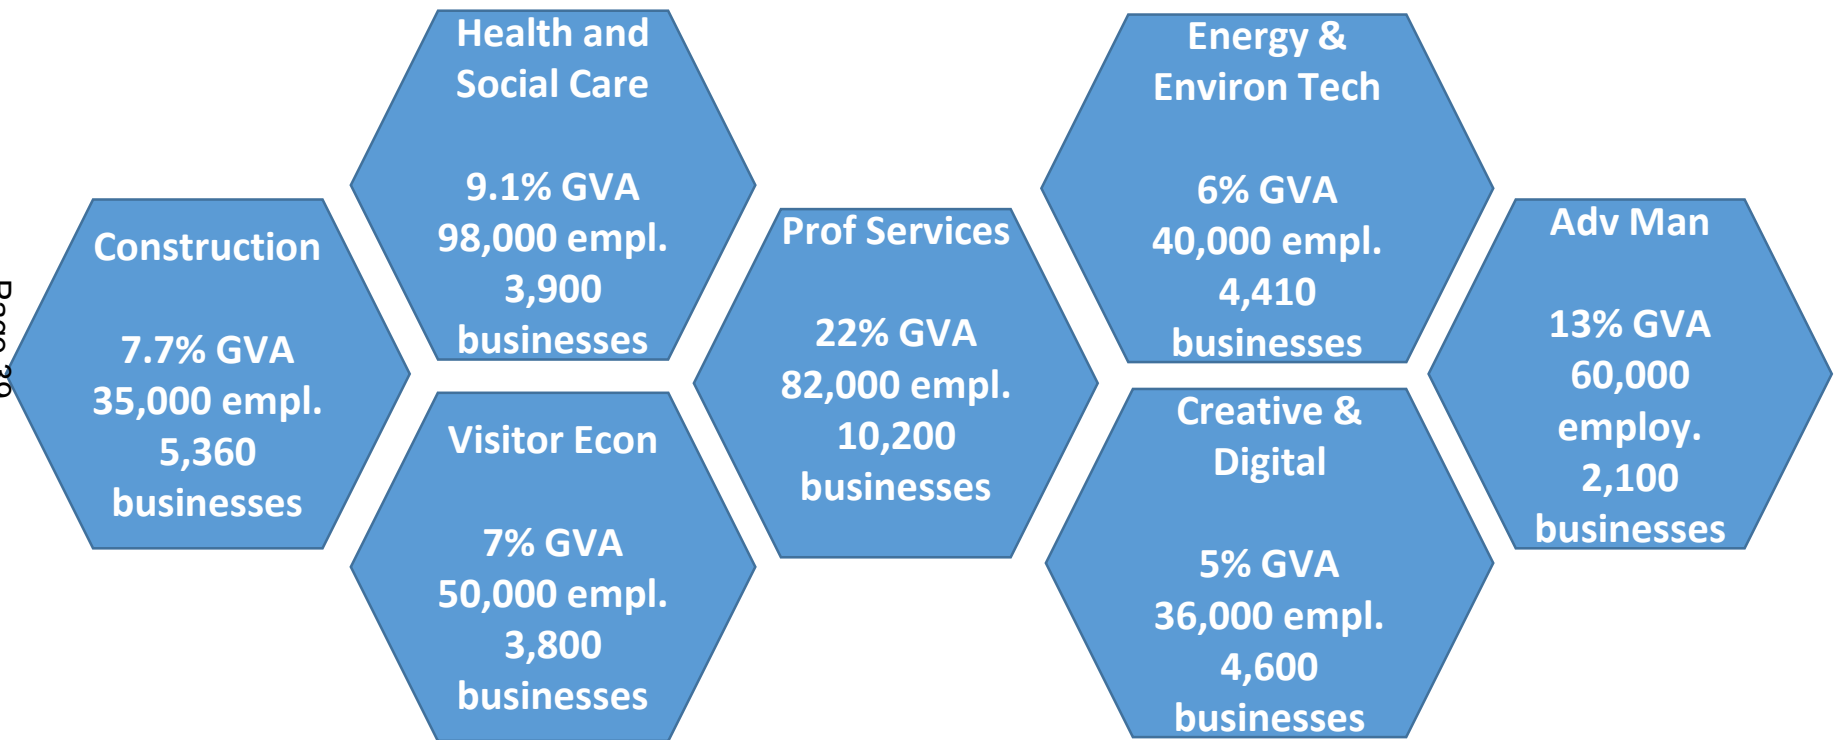 Health and
Social Care
9.1% GVA
98,000 empl.
3,900
businesses
Energy &
Environ Tech
6% GVA
40,000 empl.
4,410
businesses
Construction
7.7% GVA
35,000 empl.
5,360
businesses
Prof Services
22% GVA
82,000 empl.
10,200
businesses
Adv Man
13% GVA
60,000
employ.
2,100
businesses
Visitor Econ
7% GVA
50,000 empl.
3,800
businesses
Creative &
Digital
5% GVA
36,000 empl.
4,600
businesses